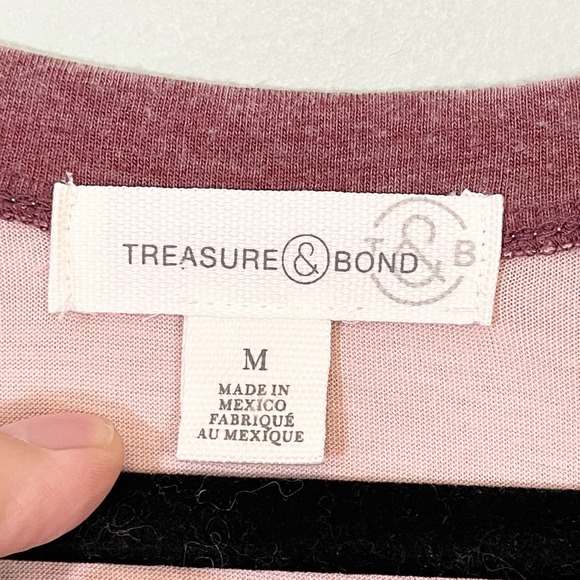 TREASURE & BOND
T & B
M
MADE IN
MEXICO
FABRIQUÉ
AU MEXIQUE